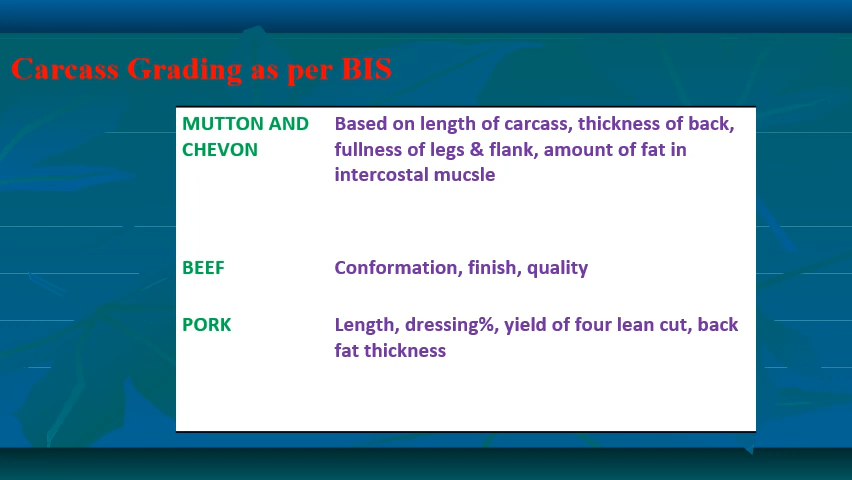 Carcass Grading as per BIS
MUTTON AND CHEVON
Based on length of carcass, thickness of back,
fullness of legs & flank, amount of fat in
intercostal mucsle
BEEF
Conformation, finish, quality
PORK
Length, dressing%, yield of four lean cut, back
fat thickness